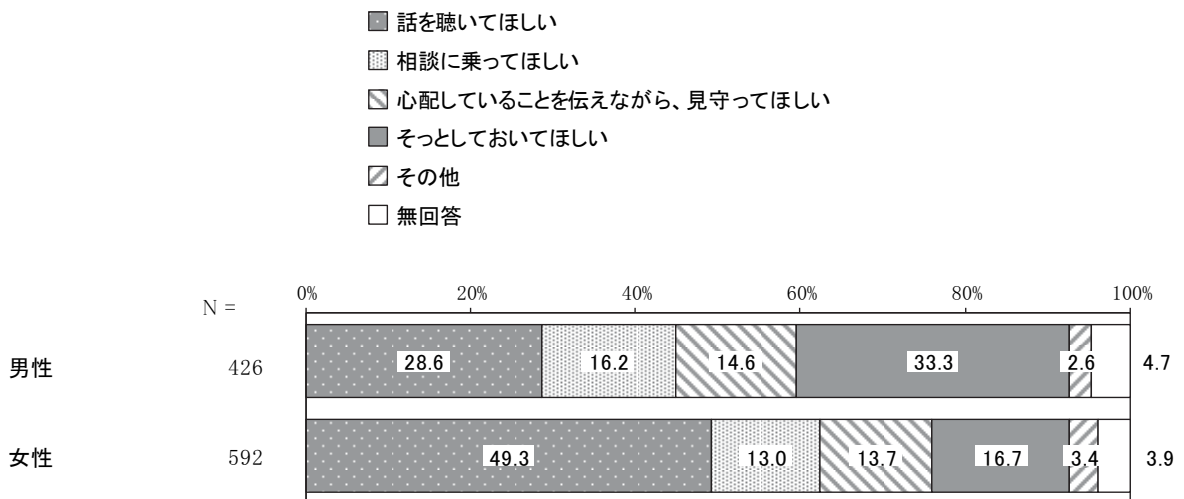 話を聴いてほしい
相談に乗ってほしい
心配していることを伝えながら、見守ってほしい
そっとしておいてほしい
その他
無回答
N = 0% 20% 40% 60% 80% 100%
男性 426 28.6 16.2 14.6 33.3 2.6 4.7
女性 592 49.3 13.0 13.7 16.7 3.4 3.9